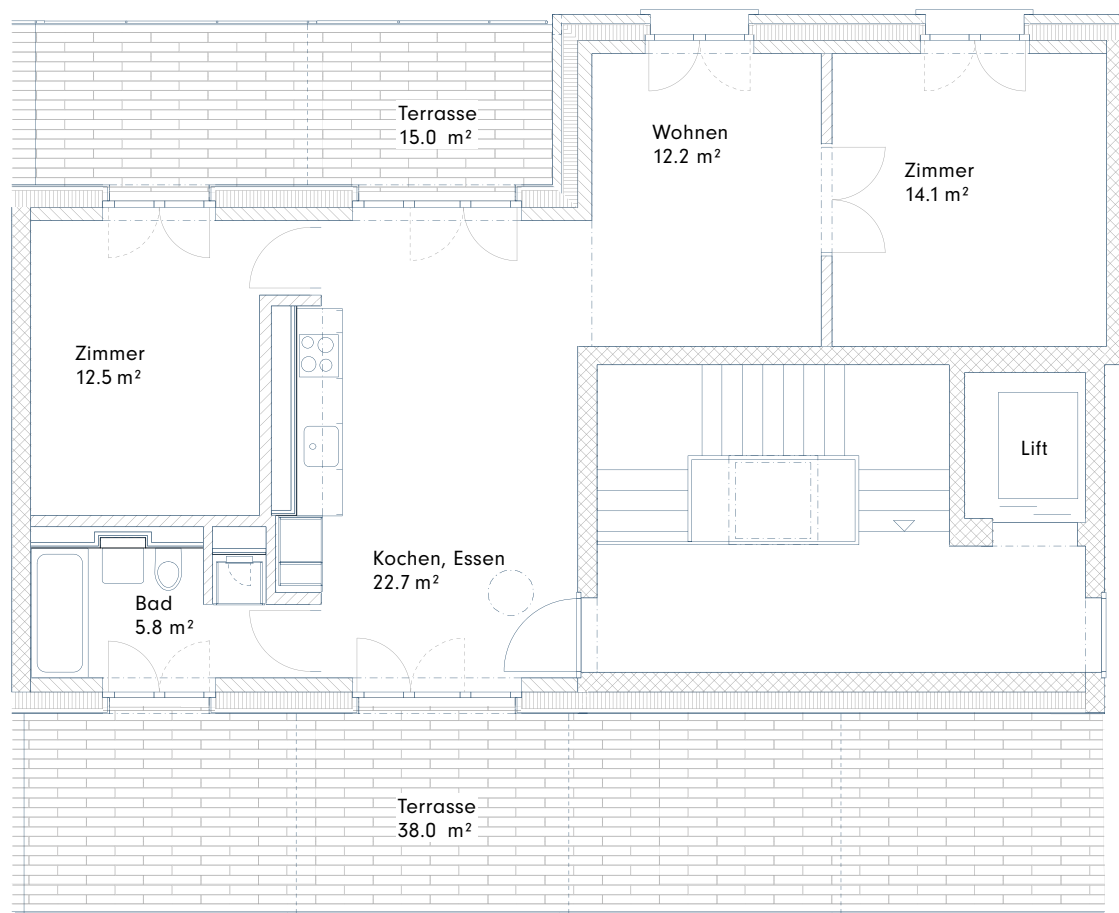 Terrasse
15.0 m²
Wohnen
12.2 m²
Zimmer
14.1 m²
Zimmer
12.5 m²
Lift
Kochen, Essen
22.7 m²
Bad
5.8 m²
Terrasse
38.0 m²